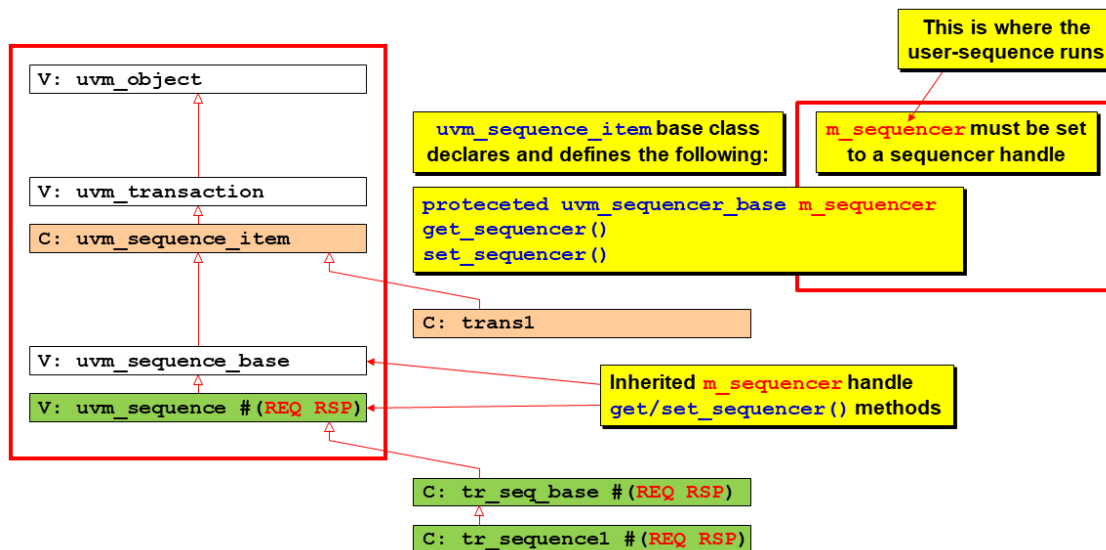 This is where the
user-sequence runs
V: uvm_object
uvm_sequence_item base class
declares and defines the following:
m_sequencer must be set
to a sequencer handle
V: uvm_transaction
C: uvm_sequence_item
proteceted uvm_sequencer_base m_sequencer
get_sequencer()
set_sequencer()
C: trans1
V: uvm_sequence_base
V: uvm_sequence #(REQ RSP)
Inherited m_sequencer handle
get/set_sequencer() methods
C: tr_seq_base #(REQ RSP)
C: tr_sequence1 #(REQ RSP)